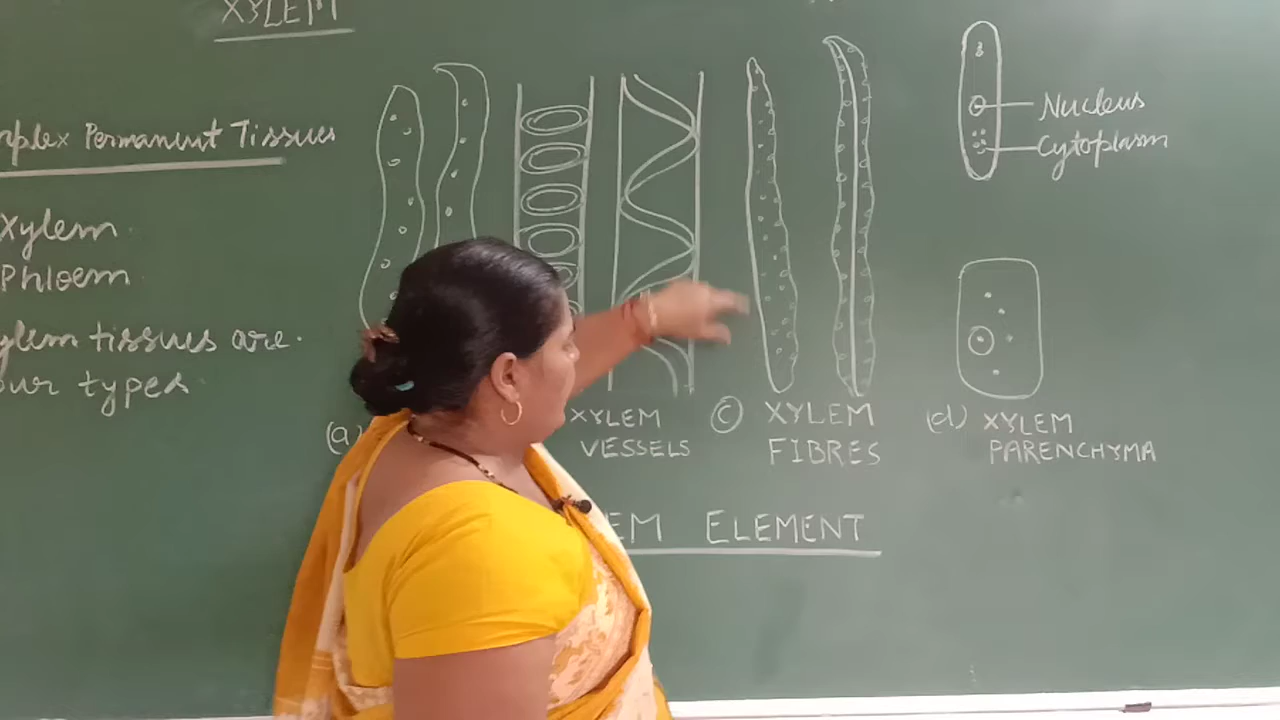 XYLEM
mplex Permanent Tissues
Xylem
Phloem
ylem tissues are
our types
Nucleus
Cytoplasm
(a)
XYLEM
VESSELS
(c) XYLEM
FIBRES
(d) XYLEM
PARENCHYMA
EM ELEMENT